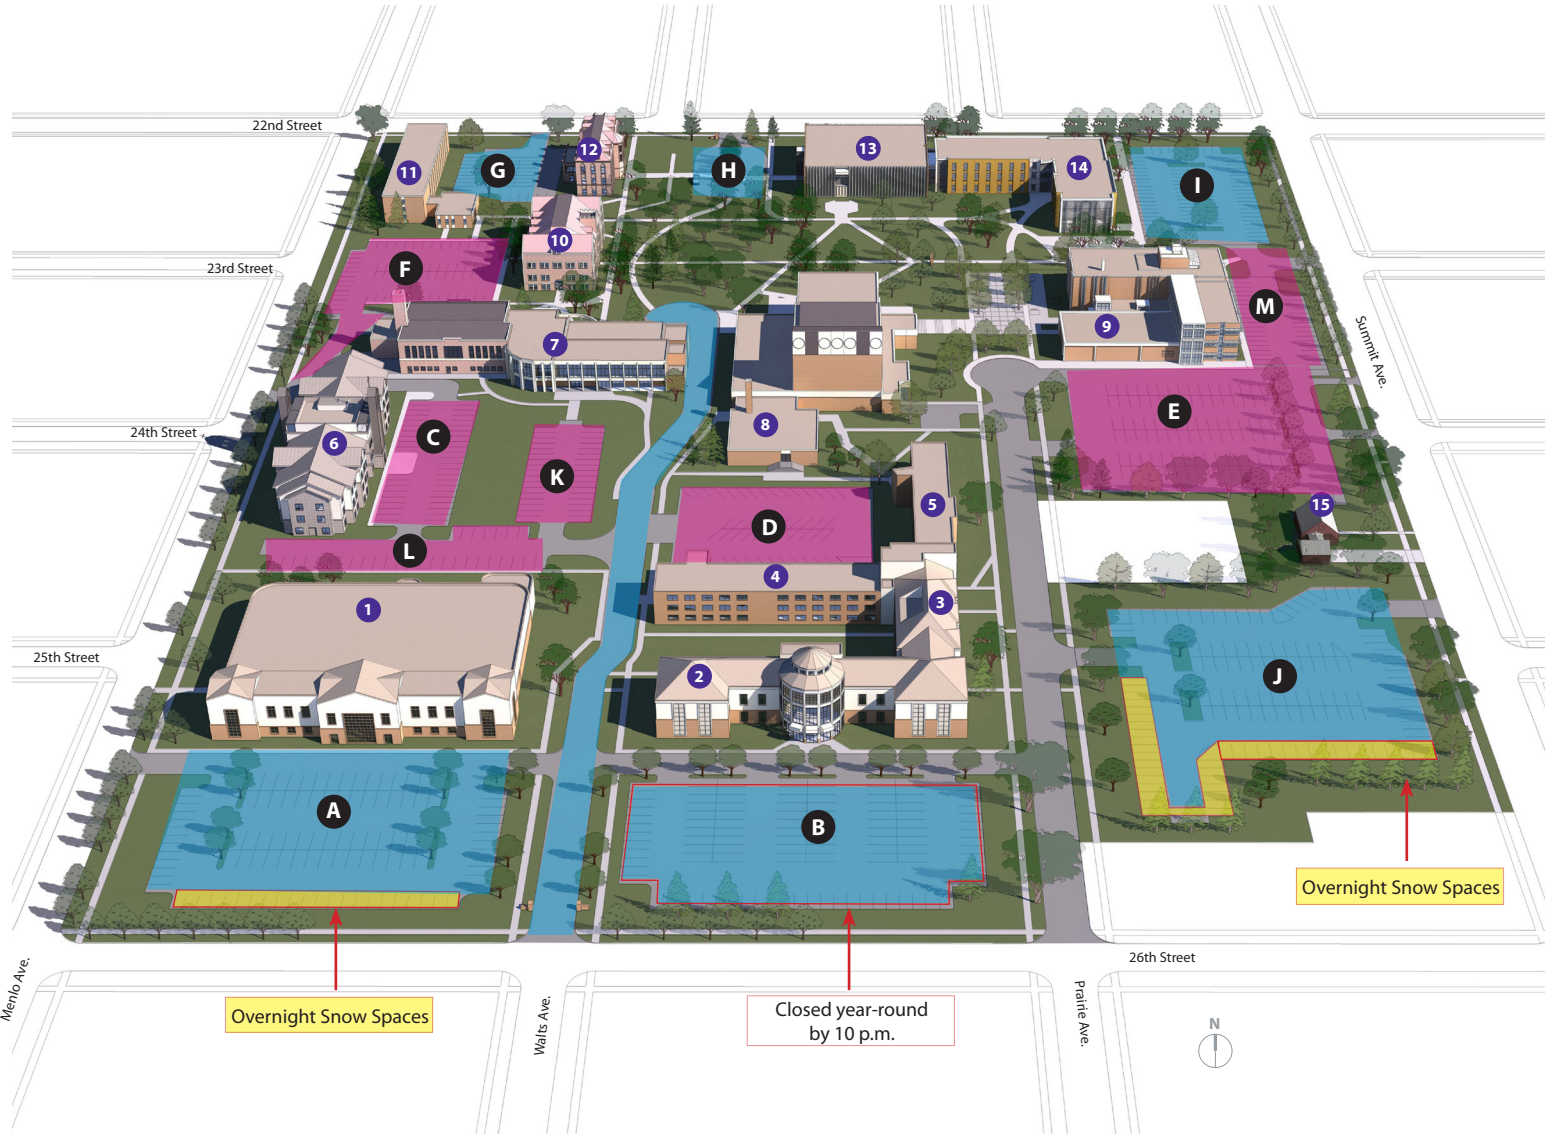 22nd Street
12
13
11
G
H
14
I
10
23rd Street
F
M
9
7
Summit Ave.
E
8
24th Street
C
6
K
15
5
D
L
4
3
1
25th Street
2
J
A
B
Overnight Snow Spaces
26th Street
Menlo Ave.
Walts Ave.
Prairie Ave.
Overnight Snow Spaces
Closed year-round
by 10 p.m.
N